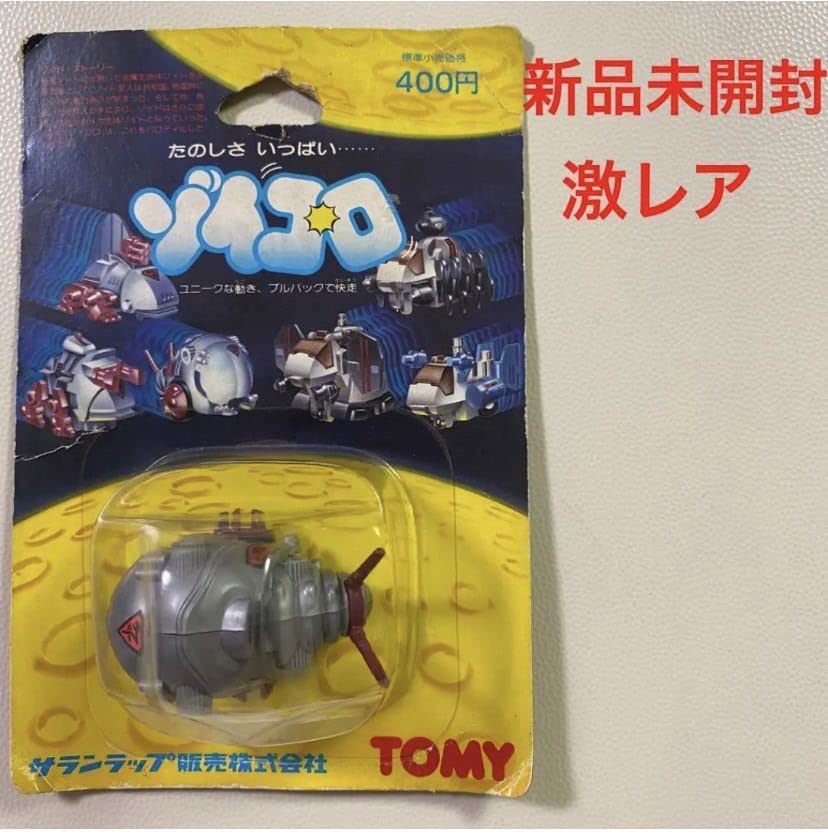 新品未開封
激レア
標準小売価格
400円
たのしさ いっぱい……
ゾイコロ
ユニークな動き、プルバックで快走
サランラップ販売株式会社
TOMY